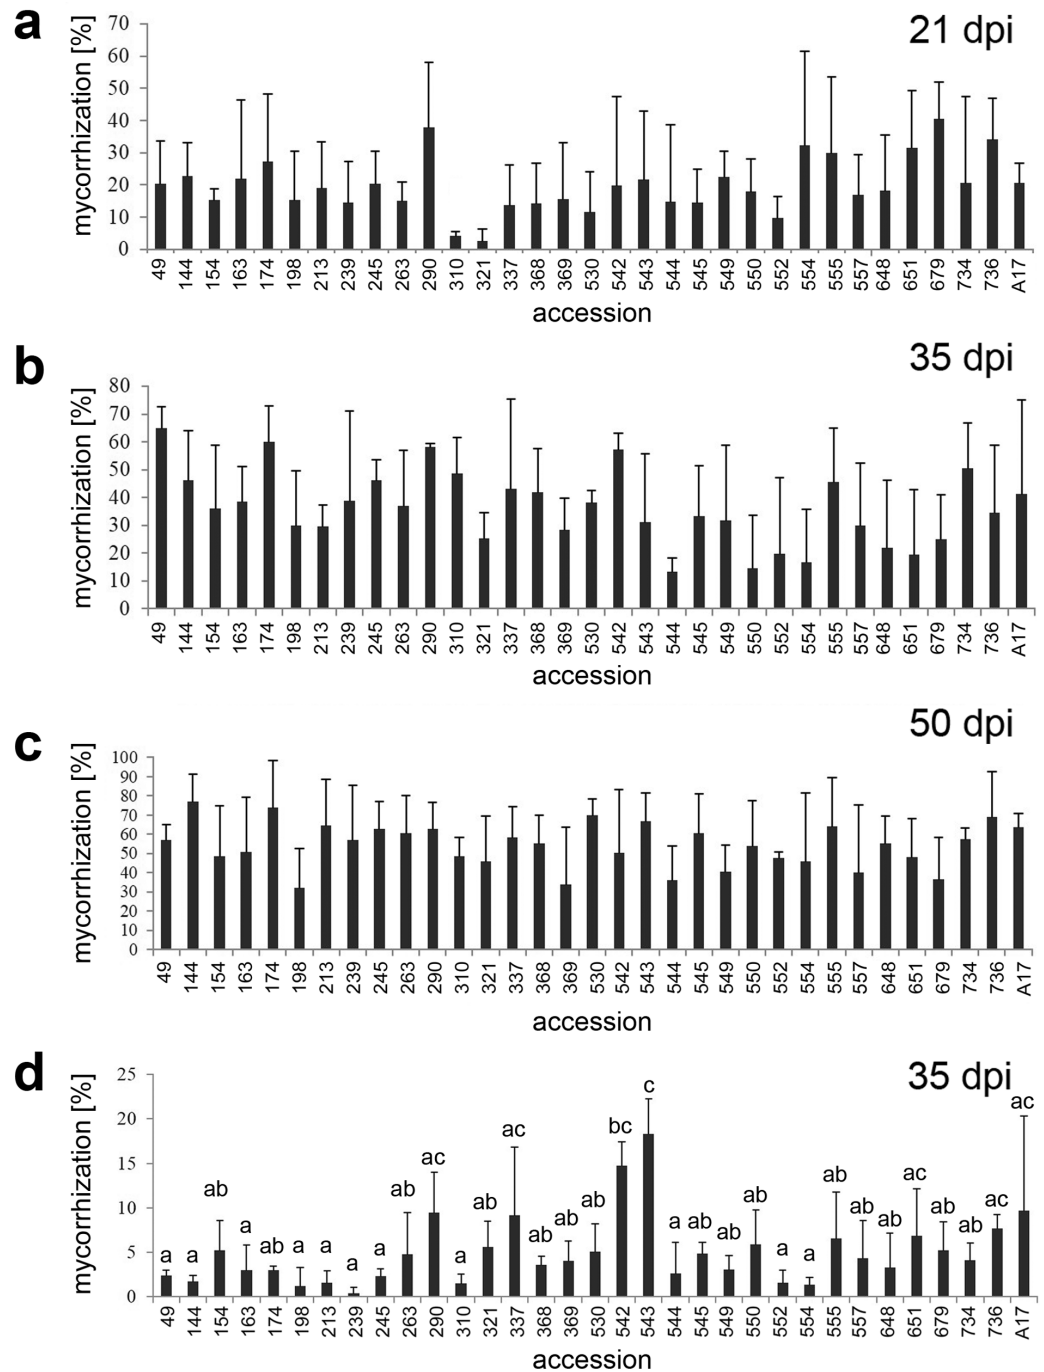 a
21 dpi
mycorrhization [%]
70
60
50
40
30
20
10
0
49 144 154 163 174 198 213 239 245 263 290 310 321 337 368 369 530 542 543 544 545 549 550 552 554 555 557 648 651 679 734 736 A17
accession
b
35 dpi
mycorrhization [%]
80
70
60
50
40
30
20
10
0
49 144 154 163 174 198 213 239 245 263 290 310 321 337 368 369 530 542 543 544 545 549 550 552 554 555 557 648 651 679 734 736 A17
accession
c
50 dpi
mycorrhization [%]
100
90
80
70
60
50
40
30
20
10
0
49 144 154 163 174 198 213 239 245 263 290 310 321 337 368 369 530 542 543 544 545 549 550 552 554 555 557 648 651 679 734 736 A17
accession
d
35 dpi
mycorrhization [%]
25
20
15
10
5
0
a a ab a ab a a a a ab ac a ab ac ab ab ab bc c a ab ab ab a a ab ab ab ac ab ab ac ac
49 144 154 163 174 198 213 239 245 263 290 310 321 337 368 369 530 542 543 544 545 549 550 552 554 555 557 648 651 679 734 736 A17
accession